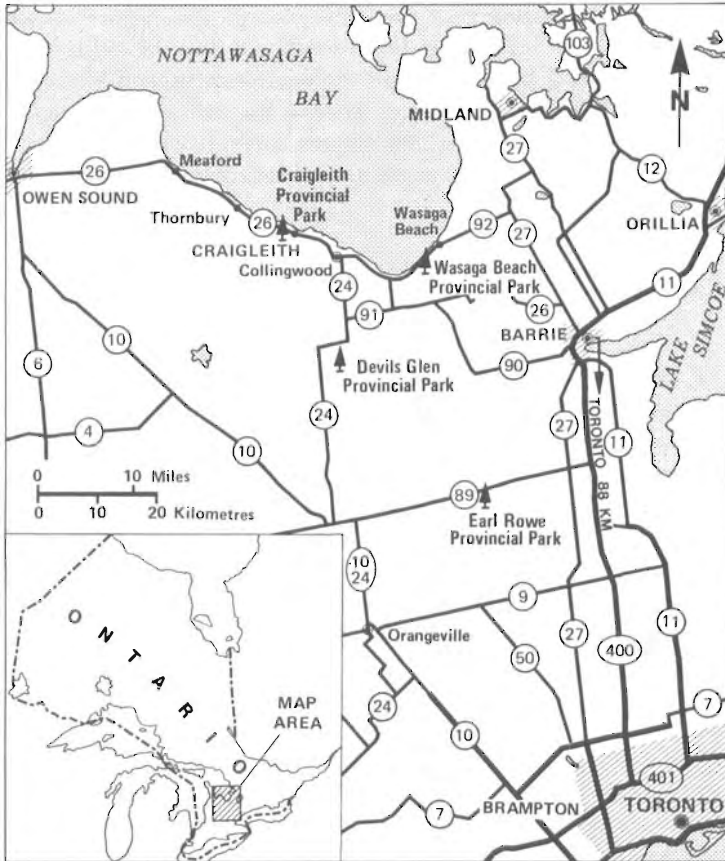 NOTTAWASAGA
BAY
103
N
MIDLAND
27
12
26
Meaford
Craigleith
Provincial
Park
OWEN SOUND
Thornbury
26
Wasaga
Beach
92
27
ORILLIA
CRAIGLEITH
Collingwood
Wasaga Beach
Provincial Park
11
24
91
26
BARRIE
LAKE
SIMCOE
10
6
Devils Glen
Provincial Park
90
24
27
11
TORONTO 88 KM
4
10
0 10 Miles
0 10 20 Kilometres
89
Earl Rowe
Provincial Park
10
24
9
Orangeville
50
27
400
11
ONTARIO
MAP
AREA
24
10
7
401
7
BRAMPTON
TORONTO